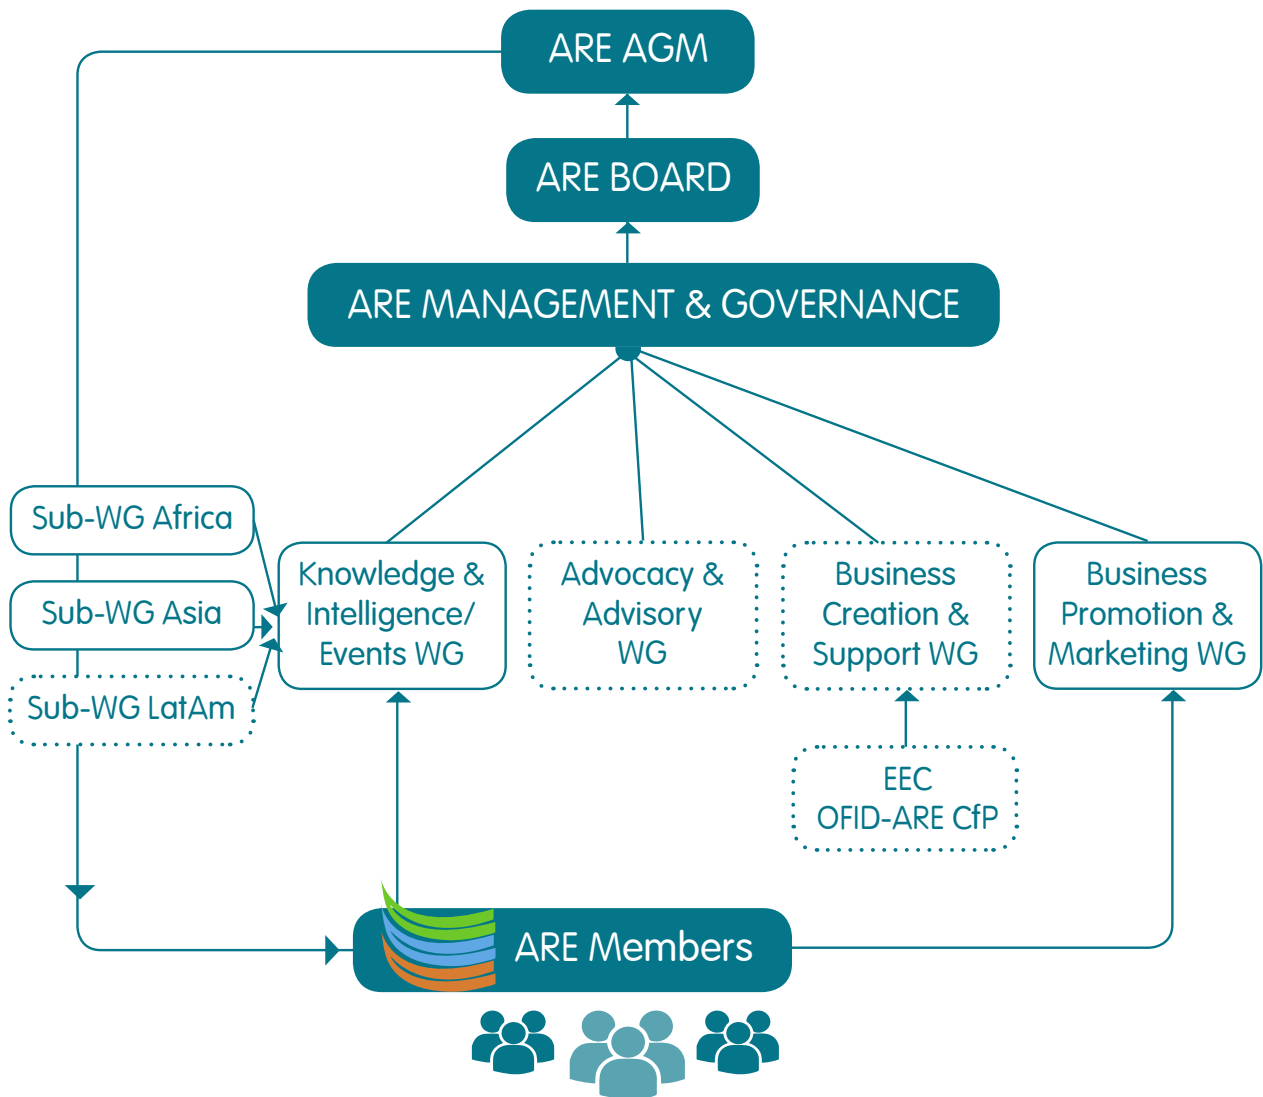 ARE AGM
ARE BOARD
ARE MANAGEMENT & GOVERNANCE
Sub-WG Africa
Sub-WG Asia
Sub-WG LatAm
Knowledge &
Intelligence/
Events WG
Advocacy &
Advisory
WG
Business
Creation &
Support WG
Business
Promotion &
Marketing WG
EEC
OFID-ARE CfP
ARE Members